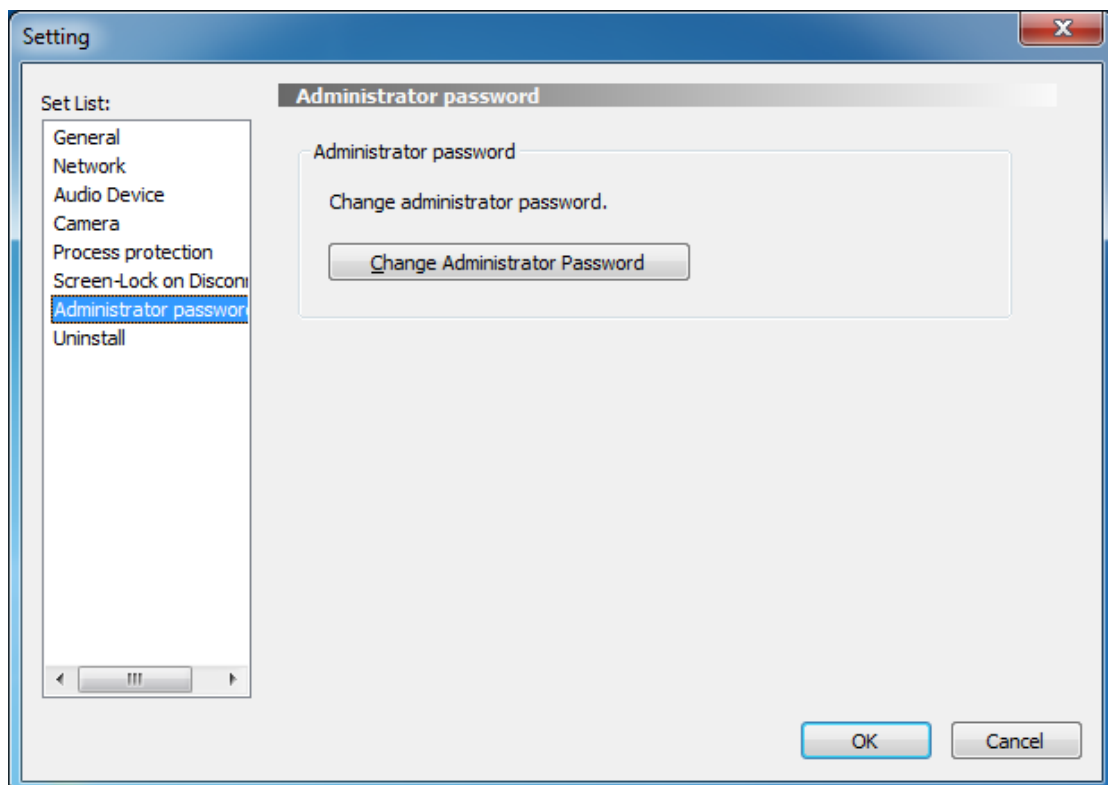 Setting
Set List:
General
Network
Audio Device
Camera
Process protection
Screen-Lock on Disconn
Administrator password
Uninstall
Administrator password
Administrator password
Change administrator password.
Change Administrator Password
OK
Cancel